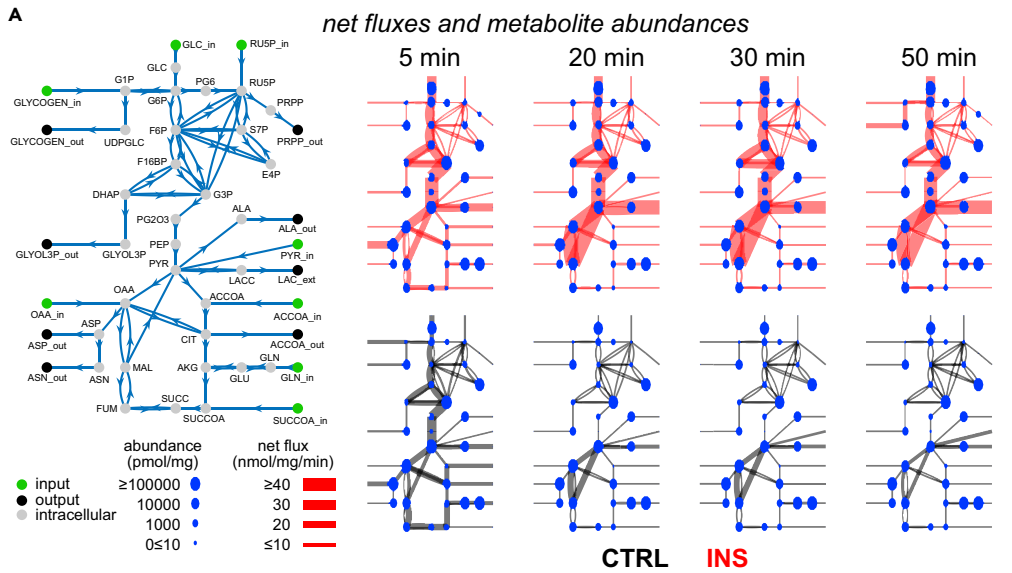 A
net fluxes and metabolite abundances
5 min 20 min 30 min 50 min
GLC_in RU5P_in
GLC
G1P PG6 RU5P
GLYCOGEN_in G6P PRPP
F6P S7P
GLYCOGEN_out UDPGLC PRPP_out
F16BP E4P
DHAP G3P
PG2O3 ALA
ALA_out
GLYOL3P_out GLYOL3P PEP
PYR PYR_in
LACC LAC_ext
OAA ACCOA
OAA_in ACCOA_in
ASP
ASP_out CIT ACCOA_out
ASN_out ASN MAL AKG GLU GLN GLN_in
FUM SUCC SUCCOA SUCCOA_in
abundance net flux
(pmol/mg) (nmol/mg/min)
input ≥100000 ≥40
output 10000 30
intracellular 1000 20
0≤10 ≤10
CTRL INS